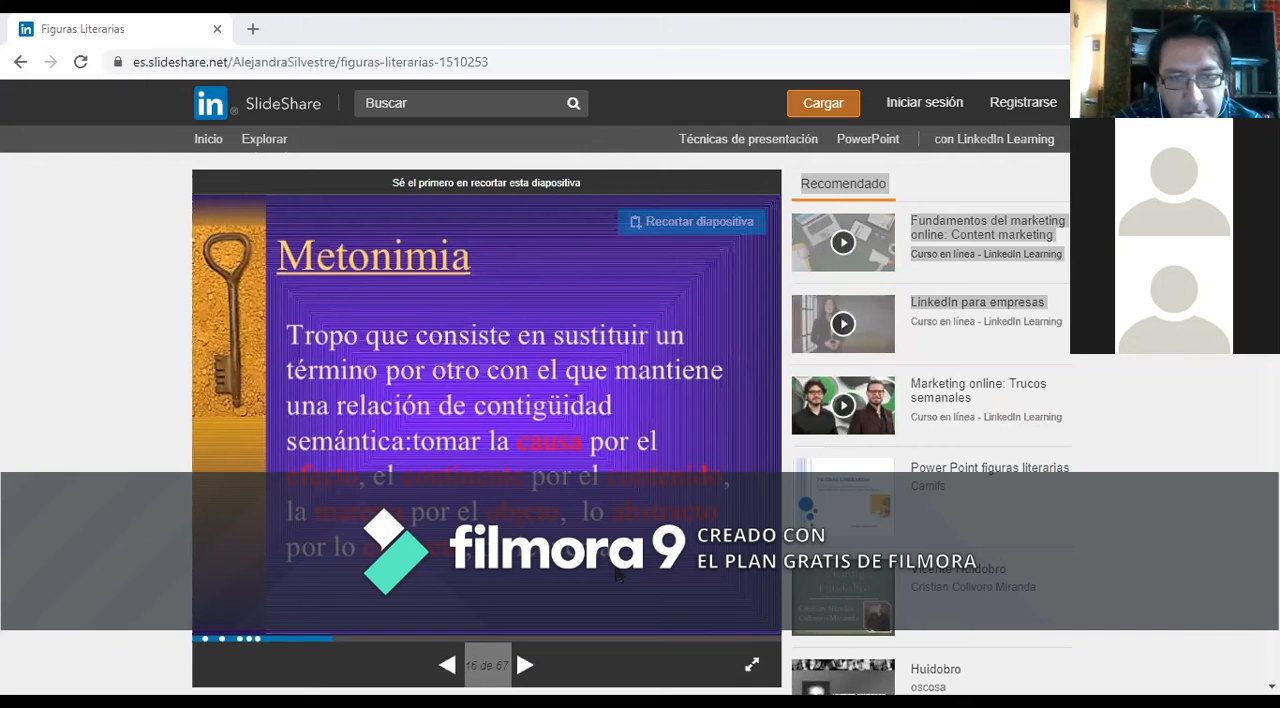 Figuras Literarias
es.slideshare.net/AlejandraSilvestre/figuras-literarias-1510253
in SlideShare
Buscar
Cargar
Iniciar sesión
Registrarse
Inicio
Explorar
Técnicas de presentación
PowerPoint
con LinkedIn Learning
Sé el primero en recortar esta diapositiva
Recortar diapositiva
Metonimia
Tropo que consiste en sustituir un
término por otro con el que mantiene
una relación de contigüidad
semántica:tomar la causa por el
efecto, el continente por el contenido,
la materia por el objeto, lo abstracto
por lo
filmora 9
CREADO CON
EL PLAN GRATIS DE FILMORA
16 de 67
Recomendado
Fundamentos del marketing
online: Content marketing
Curso en línea - LinkedIn Learning
LinkedIn para empresas
Curso en línea - LinkedIn Learning
Marketing online: Trucos
semanales
Curso en línea - LinkedIn Learning
Power Point figuras literarias
Camifs
Vicente Huidobro
Cristian Colivoro Miranda
Huidobro
oscosa